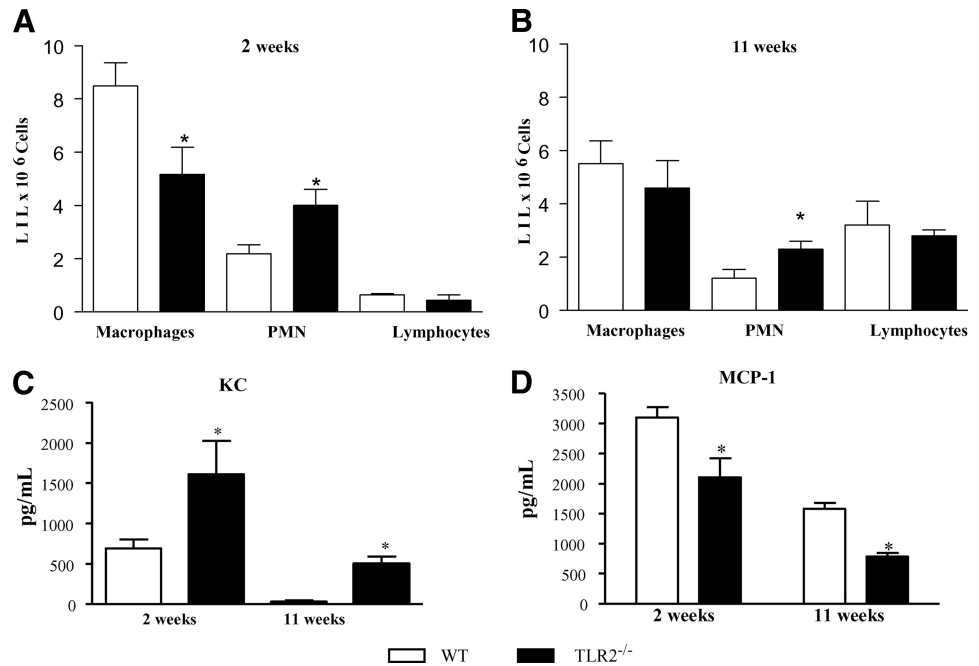 A
2 weeks
L I L x 10 6 Cells
10
8
6
4
2
0
*
*
Macrophages PMN Lymphocytes
B
11 weeks
L I L x 10 6 Cells
10
8
6
4
2
0
*
Macrophages PMN Lymphocytes
C
KC
pg/mL
2500
2000
1500
1000
500
0
*
*
2 weeks 11 weeks
D
MCP-1
pg/mL
3500
3000
2500
2000
1500
1000
500
0
*
*
2 weeks 11 weeks
WT TLR2-/-